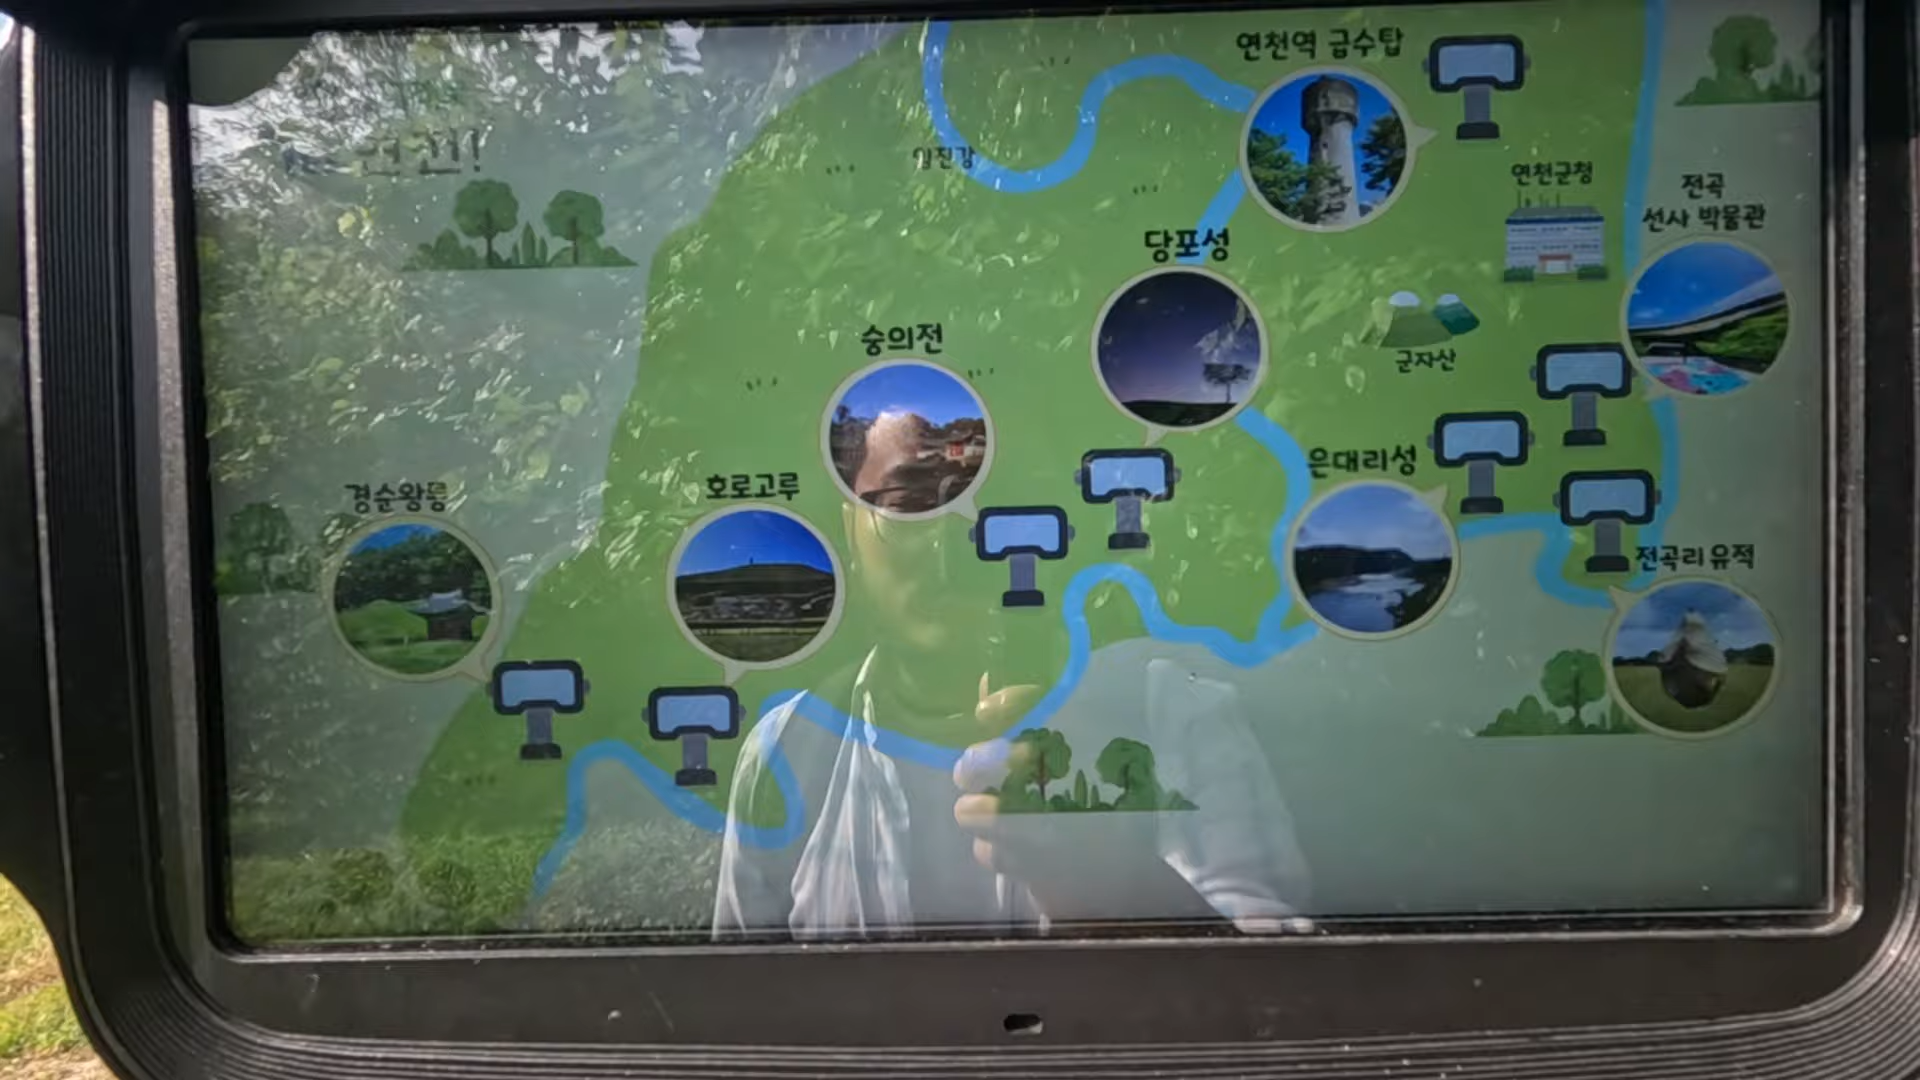 연천역 급수탑
임진강
연천군청
전곡
선사 박물관
당포성
숭의전
군자산
은대리성
호로고루
경순왕릉
전곡리 유적